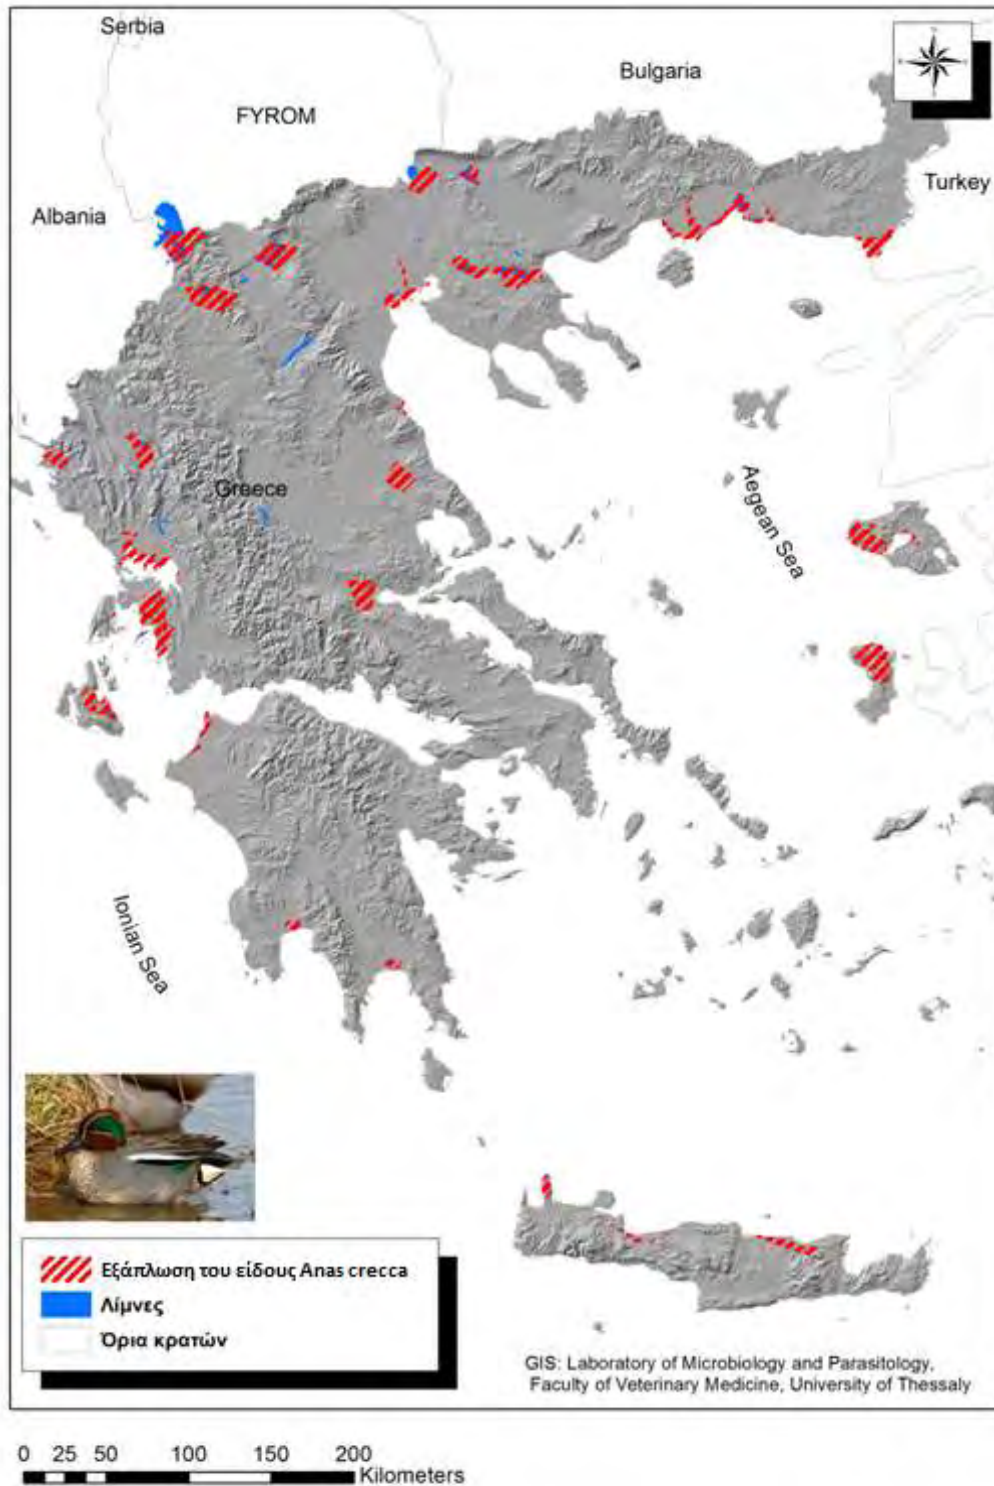 Serbia
Bulgaria
FYROM
Turkey
Albania
Aegean Sea
Greece
Ionian Sea
Εξάπλωση του είδους Anas crecca
Λίμνες
Όρια κρατών
GIS: Laboratory of Microbiology and Parasitology,
Faculty of Veterinary Medicine, University of Thessaly
0 25 50 100 150 200
Kilometers